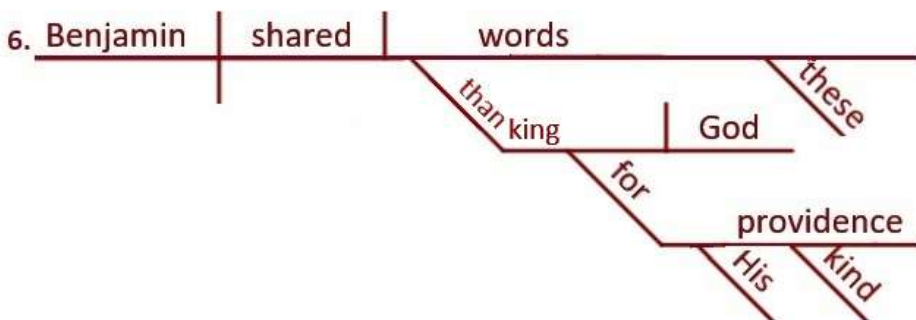 6. Benjamin shared words
these
than
king God
for
providence
His kind